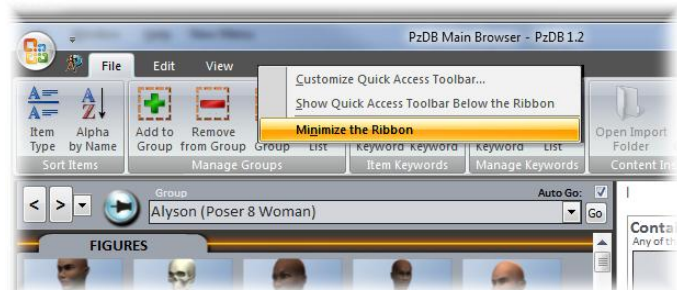 PzDB Main Browser - PzDB 1.2
File Edit View
Customize Quick Access Toolbar...
Show Quick Access Toolbar Below the Ribbon
Minimize the Ribbon
Item Type
Alpha by Name
Add to Group
Remove from Group
Group
List
Keyword
Keyword
Keyword
List
Open Import Folder
Sort Items
Manage Groups
Item Keywords
Manage Keywords
Content Ins
Group
Auto Go:
Alyson (Poser 8 Woman)
Go
FIGURES
Contai
Any of th